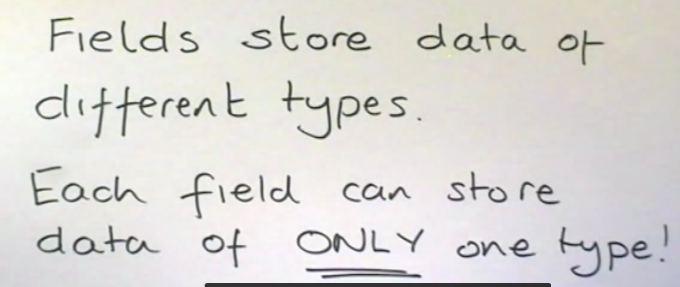 Fields store data of
different types.
Each field can store
data of ONLY one type!